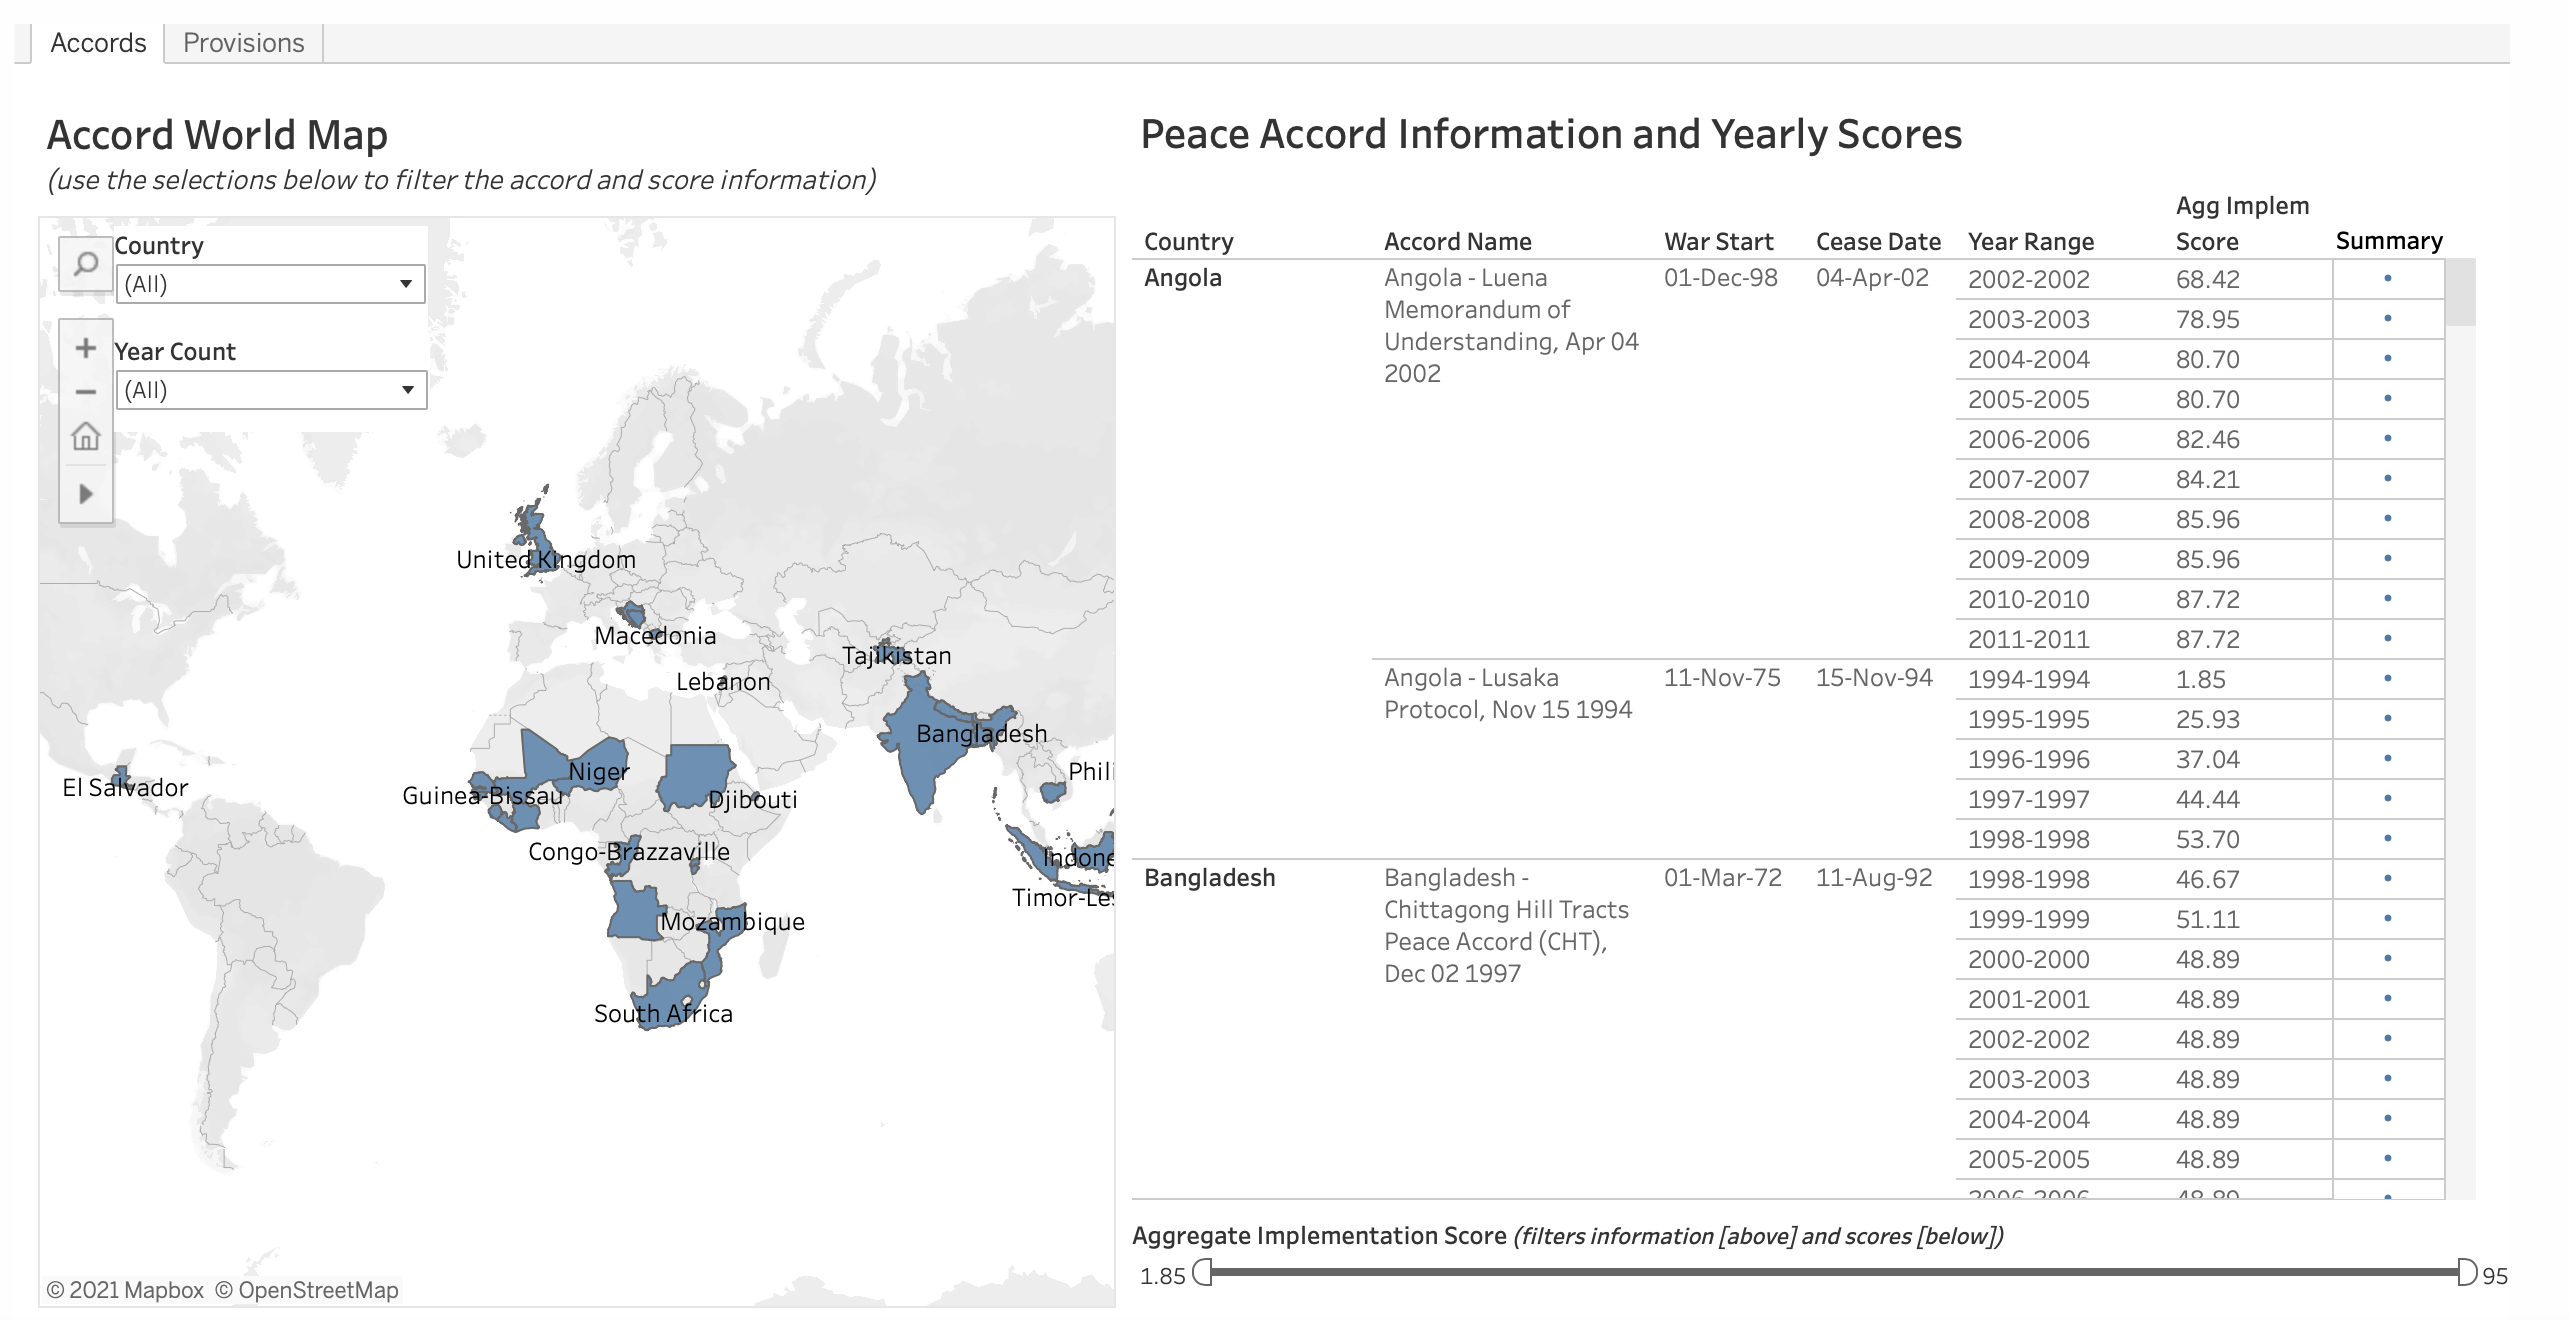 Accords Provisions
Accord World Map
(use the selections below to filter the accord and score information)
Country
(All)
Year Count
(All)
United Kingdom
Macedonia
Tajikistan
Lebanon
Bangladesh
Niger
Phili
El Salvador
Guinea-Bissau
Djibouti
Congo-Brazzaville
Indone
Timor-Les
Mozambique
South Africa
© 2021 Mapbox © OpenStreetMap
Peace Accord Information and Yearly Scores
Agg Implem
Country Accord Name War Start Cease Date Year Range Score Summary
Angola Angola - Luena 01-Dec-98 04-Apr-02 2002-2002 68.42
Memorandum of 2003-2003 78.95
Understanding, Apr 04 2004-2004 80.70
2002
2005-2005 80.70
2006-2006 82.46
2007-2007 84.21
2008-2008 85.96
2009-2009 85.96
2010-2010 87.72
2011-2011 87.72
Angola - Lusaka 11-Nov-75 15-Nov-94 1994-1994 1.85
Protocol, Nov 15 1994 1995-1995 25.93
1996-1996 37.04
1997-1997 44.44
1998-1998 53.70
Bangladesh Bangladesh - 01-Mar-72 11-Aug-92 1998-1998 46.67
Chittagong Hill Tracts 1999-1999 51.11
Peace Accord (CHT), 2000-2000 48.89
Dec 02 1997
2001-2001 48.89
2002-2002 48.89
2003-2003 48.89
2004-2004 48.89
2005-2005 48.89
2006-2006 48.89
Aggregate Implementation Score (filters information [above] and scores [below])
1.85 95